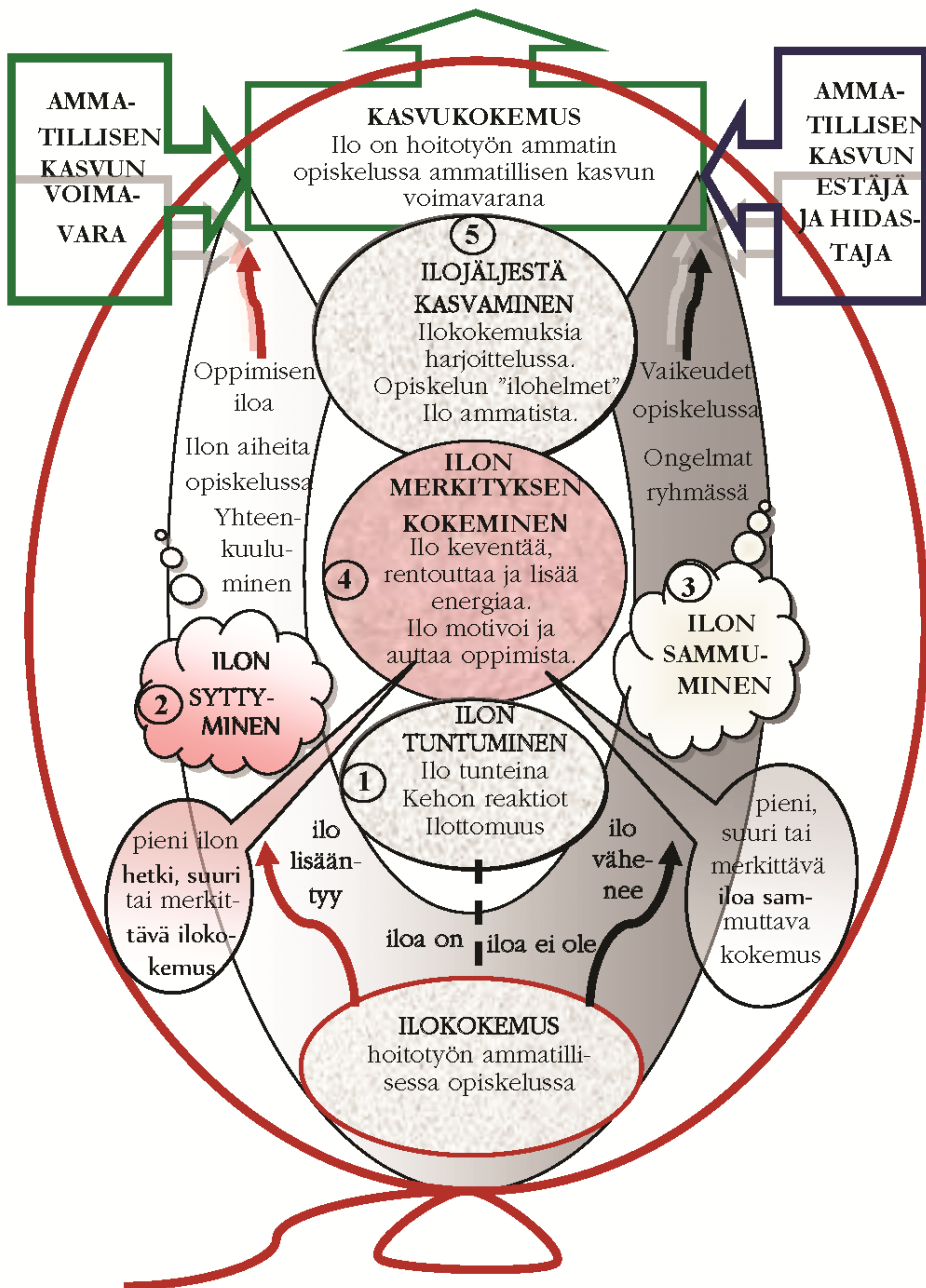 AMMA-
TILLISEN
KASVUN
VOIMA-
VARA
KASVUKOKEMUS
Ilo on hoitotyön ammatin
opiskelussa ammatillisen kasvun
voimavarana
AMMA-
TILLISEN
KASVUN
ESTÄJÄ
JA HIDAS-
TAJA
5
ILOJÄLJESTÄ
KASVAMINEN
Ilokokemuksia
harjoittelussa.
Opiskelun ”ilohelmet”
Ilo ammatista.
Oppimisen
iloa
Ilon aiheita
opiskelussa
Yhteen-
kuulu-
minen
Vaikeudet
opiskelussa
Ongelmat
ryhmässä
ILON
MERKITYKSEN
KOKEMINEN
4
Ilo keventää,
rentouttaa ja lisää
energiaa.
Ilo motivoi ja
auttaa oppimista.
2
ILON
SYTTY-
MINEN
3
ILON
SAMMU-
MINEN
ILON
TUNTUMINEN
1
Ilo tunteina
Kehon reaktiot
Ilottomuus
pieni ilon
hetki, suuri
tai merkit-
tävä iloko-
kemus
ilo
lisään-
tyy
ilo
vähe-
nee
pieni,
suuri tai
merkittävä
iloa sam-
muttava
kokemus
iloa on
iloa ei ole
ILOKOKEMUS
hoitotyön ammatilli-
sessa opiskelussa